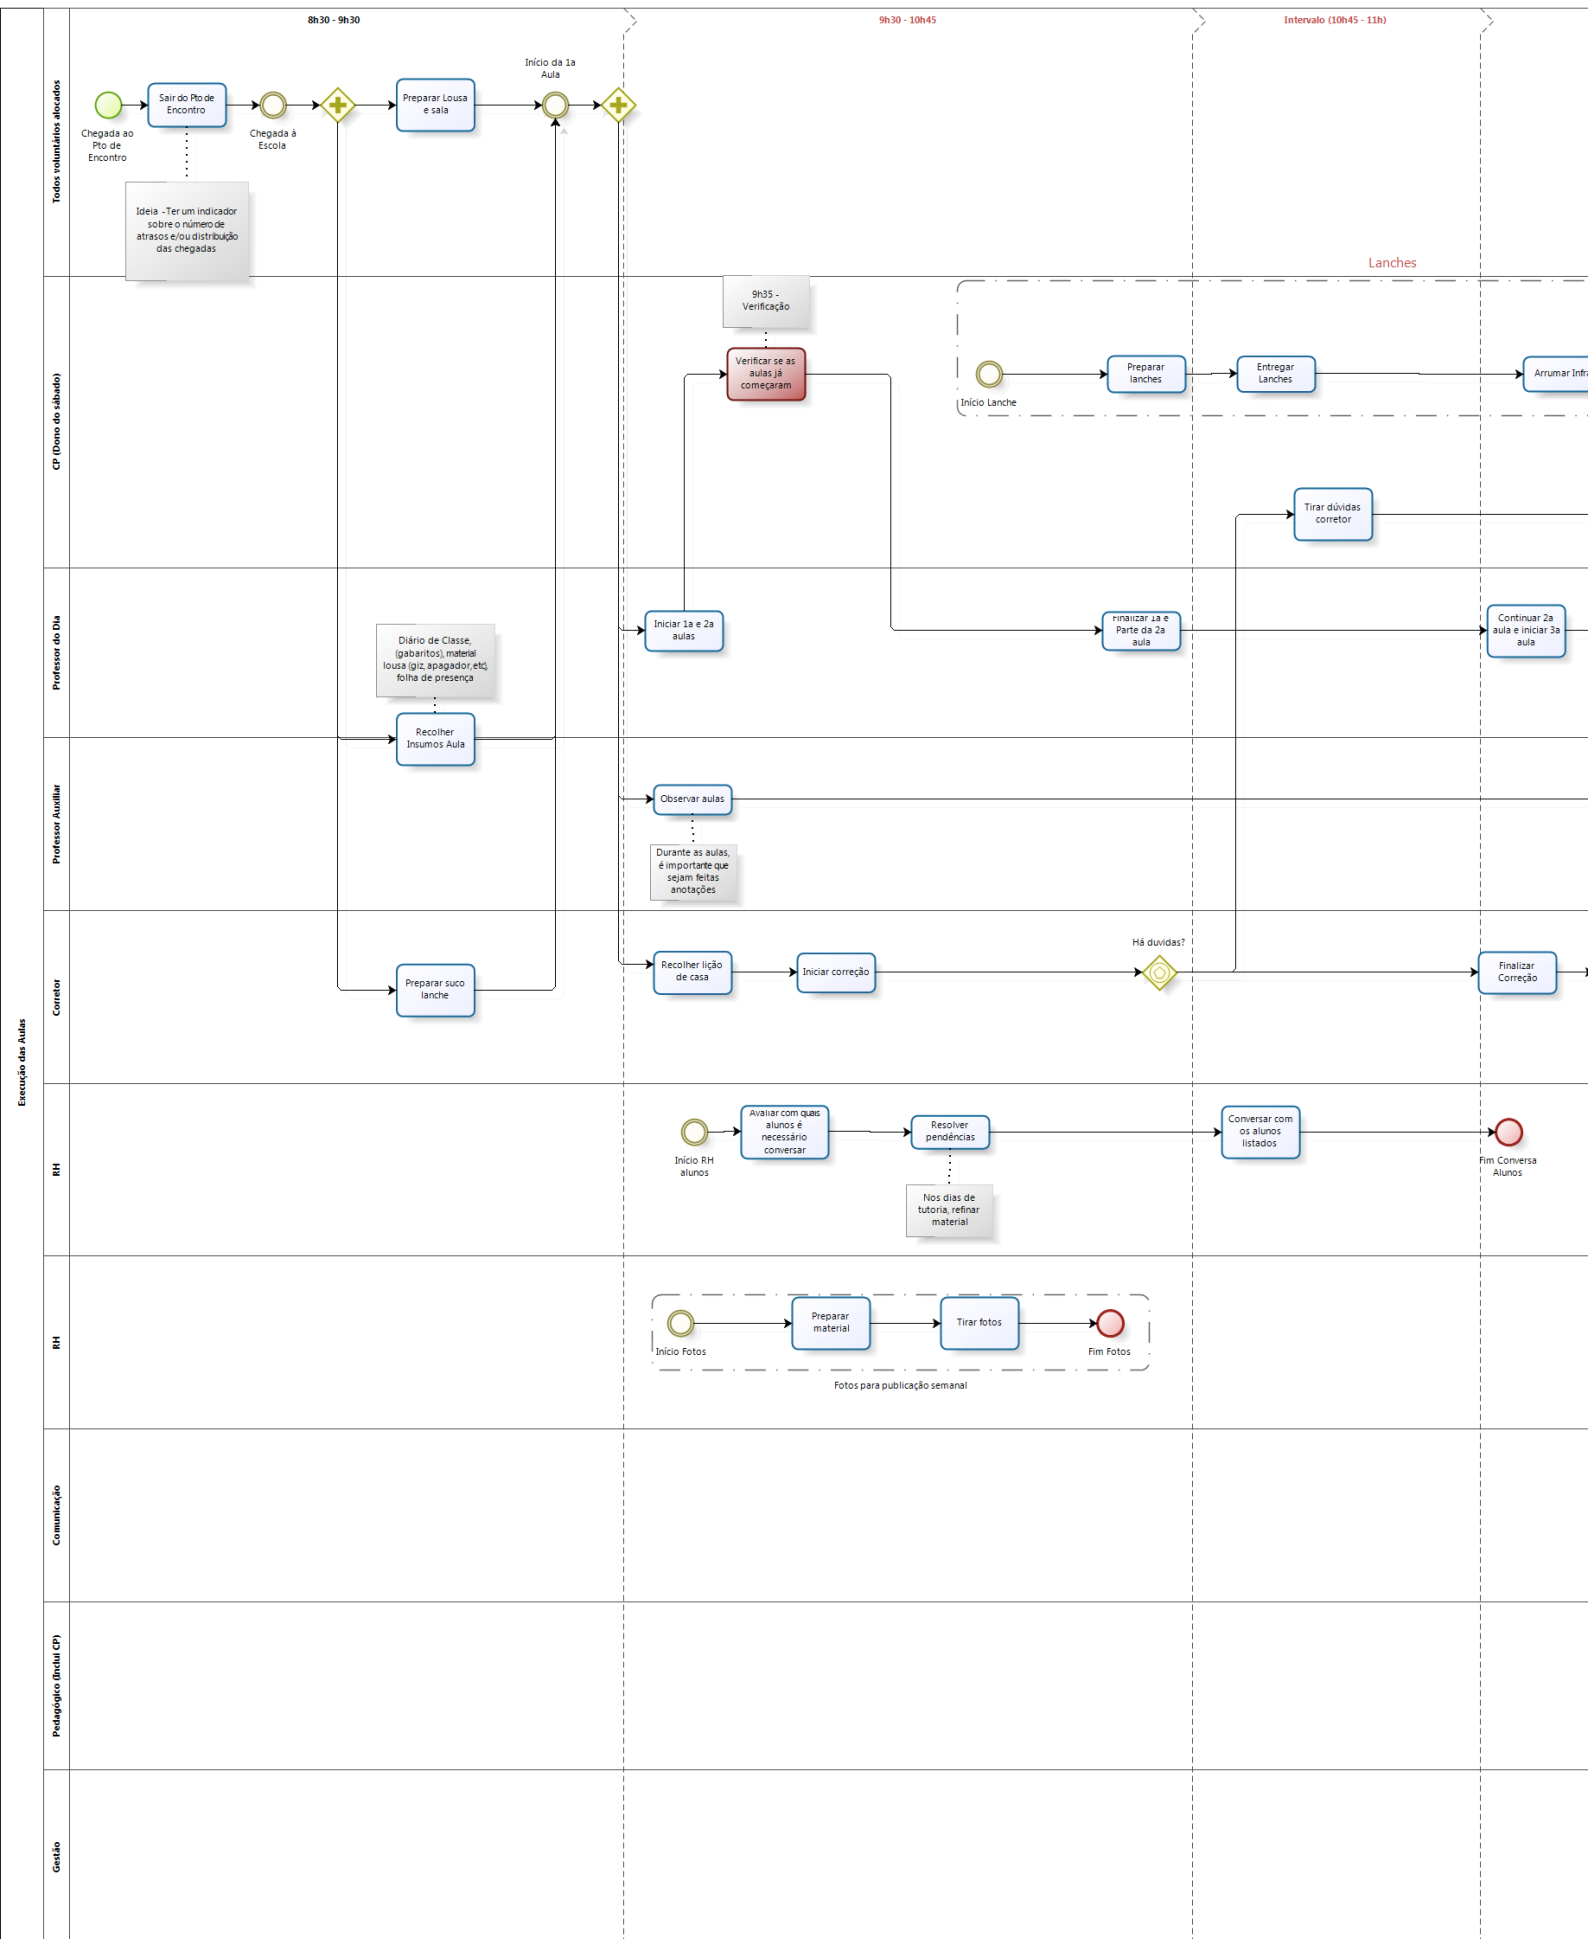 8h30 - 9h30
9h30 - 10h45
Intervalo (10h45 - 11h)
Execução das Aulas
Todos voluntários alocados
Chegada ao
Pto de
Encontro
Sair do Pto de
Encontro
Chegada à
Escola
Preparar Lousa
e sala
Início da 1a
Aula
Ideia - Ter um indicador
sobre o número de
atrasos e/ou distribuição
das chegadas
CP (Dono do sábado)
9h35 -
Verificação
Verificar se as
aulas já
começaram
Lanches
Início Lanche
Preparar
lanches
Entregar
Lanches
Arrumar Infra
Tirar dúvidas
corretor
Professor do Dia
Diário de Classe,
(gabaritos), material
lousa (giz, apagador, etc),
folha de presença
Recolher
Insumos Aula
Iniciar 1a e 2a
aulas
Finalizar 1a e
Parte da 2a
aula
Continuar 2a
aula e iniciar 3a
aula
Professor Auxiliar
Observar aulas
Durante as aulas,
é importante que
sejam feitas
anotações
Corretor
Preparar suco
lanche
Recolher lição
de casa
Iniciar correção
Há duvidas?
Finalizar
Correção
RH
Início RH
alunos
Avaliar com quais
alunos é
necessário
conversar
Resolver
pendências
Nos dias de
tutoria, refinar
material
Conversar com
os alunos
listados
Fim Conversa
Alunos
RH
Início Fotos
Preparar
material
Tirar fotos
Fim Fotos
Fotos para publicação semanal
Comunicação
Pedagógico (Inclui CP)
Gestão